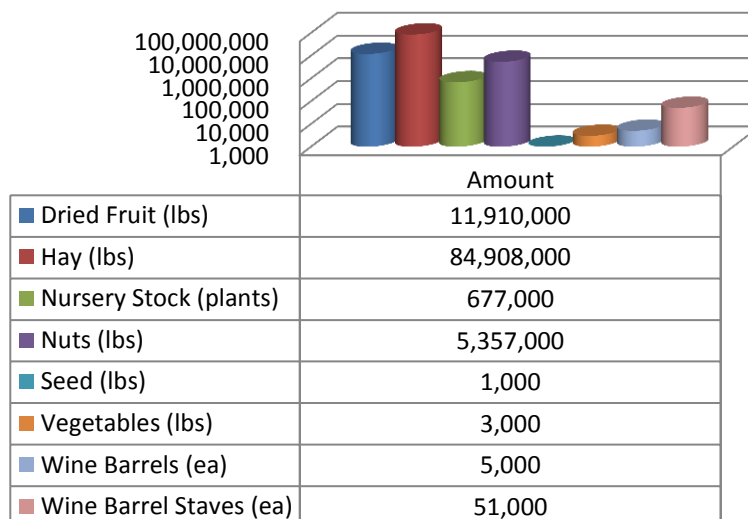 100,000,000
10,000,000
1,000,000
100,000
10,000
1,000
Amount
Dried Fruit (lbs) 11,910,000
Hay (lbs) 84,908,000
Nursery Stock (plants) 677,000
Nuts (lbs) 5,357,000
Seed (lbs) 1,000
Vegetables (lbs) 3,000
Wine Barrels (ea) 5,000
Wine Barrel Staves (ea) 51,000